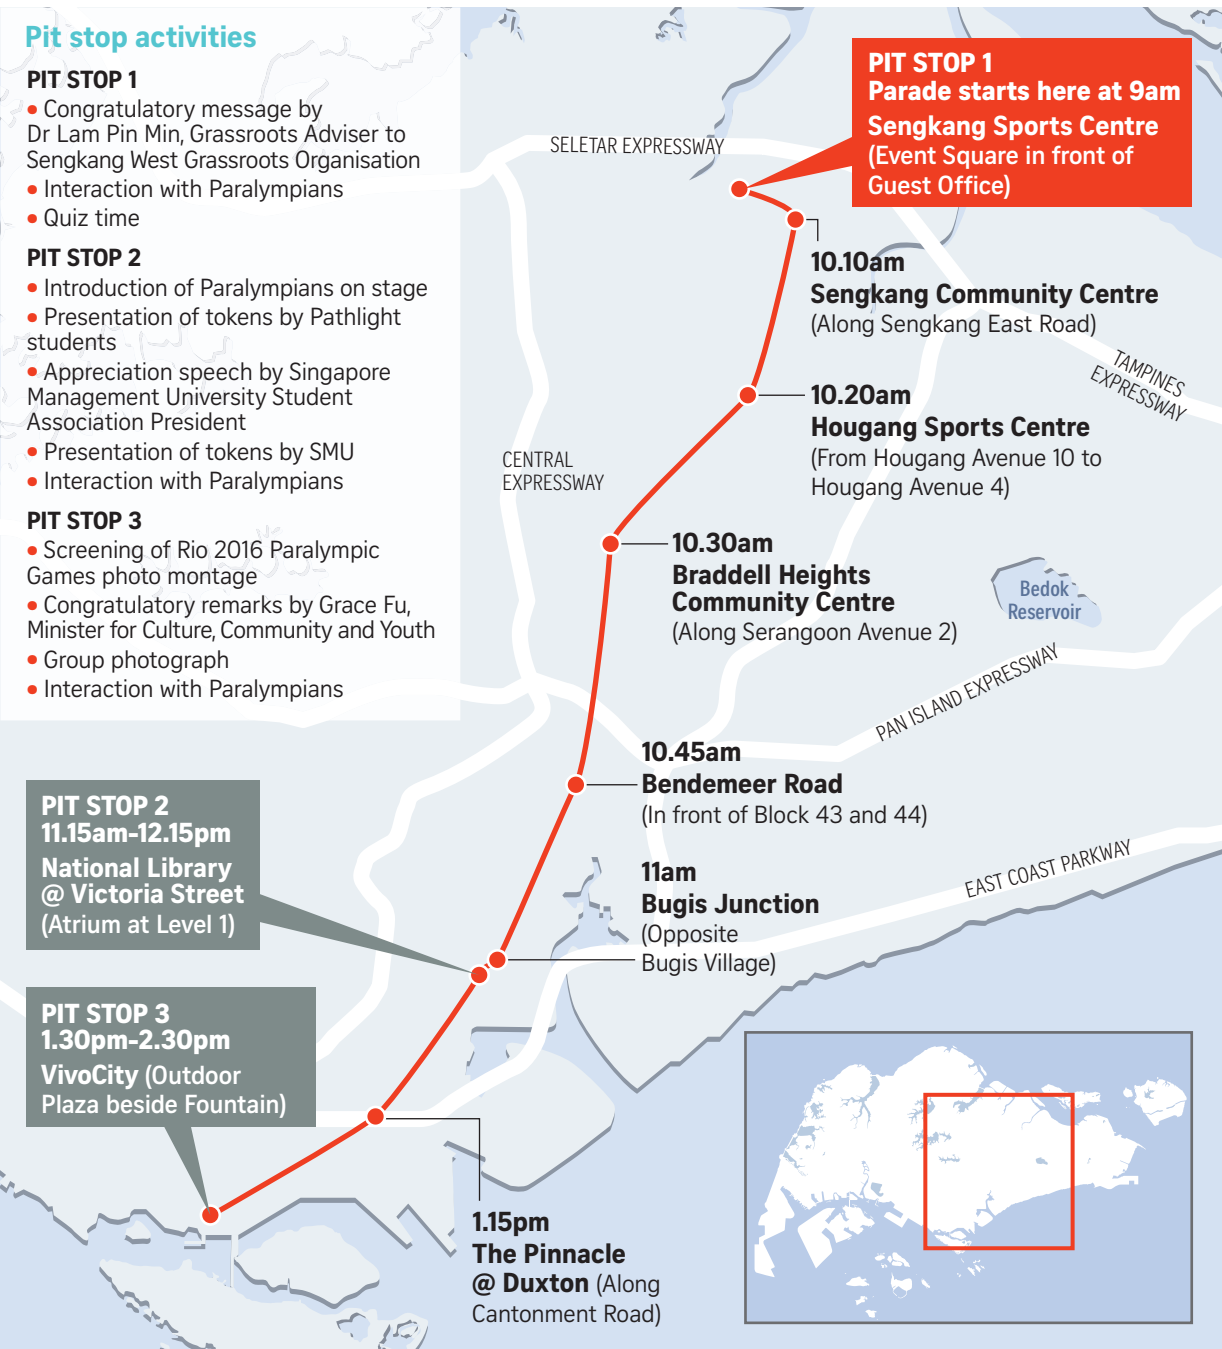 Pit stop activities
PIT STOP 1
• Congratulatory message by
Dr Lam Pin Min, Grassroots Adviser to
Sengkang West Grassroots Organisation
• Interaction with Paralympians
• Quiz time
PIT STOP 2
• Introduction of Paralympians on stage
• Presentation of tokens by Pathlight
students
• Appreciation speech by Singapore
Management University Student
Association President
• Presentation of tokens by SMU
• Interaction with Paralympians
PIT STOP 3
• Screening of Rio 2016 Paralympic
Games photo montage
• Congratulatory remarks by Grace Fu,
Minister for Culture, Community and Youth
• Group photograph
• Interaction with Paralympians
PIT STOP 1
Parade starts here at 9am
Sengkang Sports Centre
(Event Square in front of
Guest Office)
SELETAR EXPRESSWAY
10.10am
Sengkang Community Centre
(Along Sengkang East Road)
TAMPINES
EXPRESSWAY
10.20am
Hougang Sports Centre
(From Hougang Avenue 10 to
Hougang Avenue 4)
CENTRAL
EXPRESSWAY
10.30am
Braddell Heights
Community Centre
(Along Serangoon Avenue 2)
Bedok
Reservoir
PAN ISLAND EXPRESSWAY
10.45am
Bendemeer Road
(In front of Block 43 and 44)
11am
Bugis Junction
(Opposite
Bugis Village)
EAST COAST PARKWAY
PIT STOP 2
11.15am-12.15pm
National Library
@ Victoria Street
(Atrium at Level 1)
PIT STOP 3
1.30pm-2.30pm
VivoCity (Outdoor
Plaza beside Fountain)
1.15pm
The Pinnacle
@ Duxton (Along
Cantonment Road)